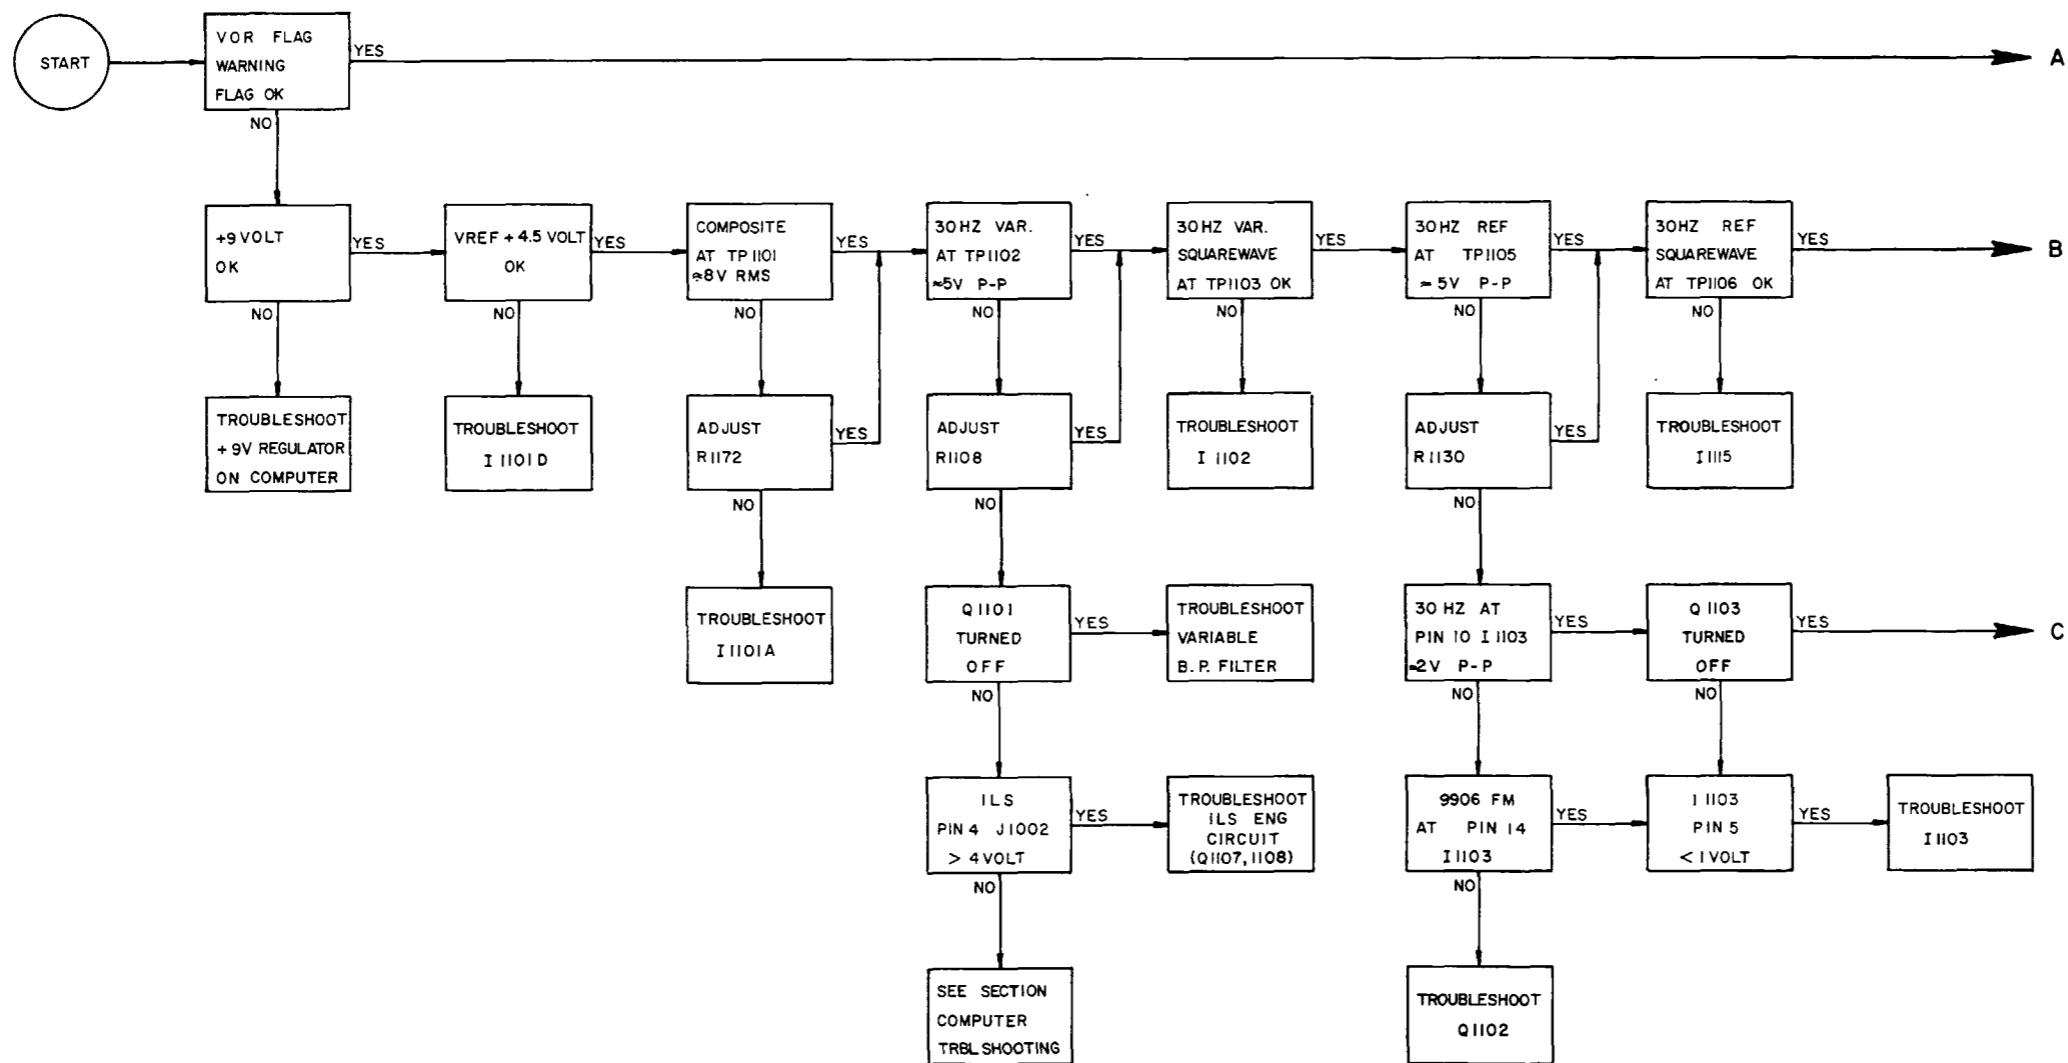 START
VOR FLAG
WARNING
FLAG OK
YES
A
NO
+9 VOLT
OK
YES
VREF + 4.5 VOLT
OK
YES
COMPOSITE
AT TP1101
≈8V RMS
YES
30HZ VAR.
AT TP1102
≈5V P-P
YES
30HZ VAR.
SQUAREWAVE
AT TP1103 OK
YES
30HZ REF
AT TP1105
≈ 5V P-P
YES
30HZ REF
SQUAREWAVE
AT TP1106 OK
YES
B
NO
NO
NO
NO
NO
NO
NO
TROUBLESHOOT
+ 9V REGULATOR
ON COMPUTER
TROUBLESHOOT
I 1101D
ADJUST
R1172
YES
ADJUST
R1108
YES
TROUBLESHOOT
I 1102
ADJUST
R1130
YES
TROUBLESHOOT
I 1115
NO
NO
NO
TROUBLESHOOT
I 1101A
Q 1101
TURNED
OFF
YES
TROUBLESHOOT
VARIABLE
B. P. FILTER
30 HZ AT
PIN 10 I 1103
≈2V P-P
YES
Q 1103
TURNED
OFF
YES
C
NO
NO
NO
ILS
PIN 4 J1002
> 4 VOLT
YES
TROUBLESHOOT
ILS ENG
CIRCUIT
(Q1107, 1108)
9906 FM
AT PIN 14
I 1103
YES
I 1103
PIN 5
< 1 VOLT
YES
TROUBLESHOOT
I 1103
NO
NO
SEE SECTION
COMPUTER
TRBL SHOOTING
TROUBLESHOOT
Q 1102